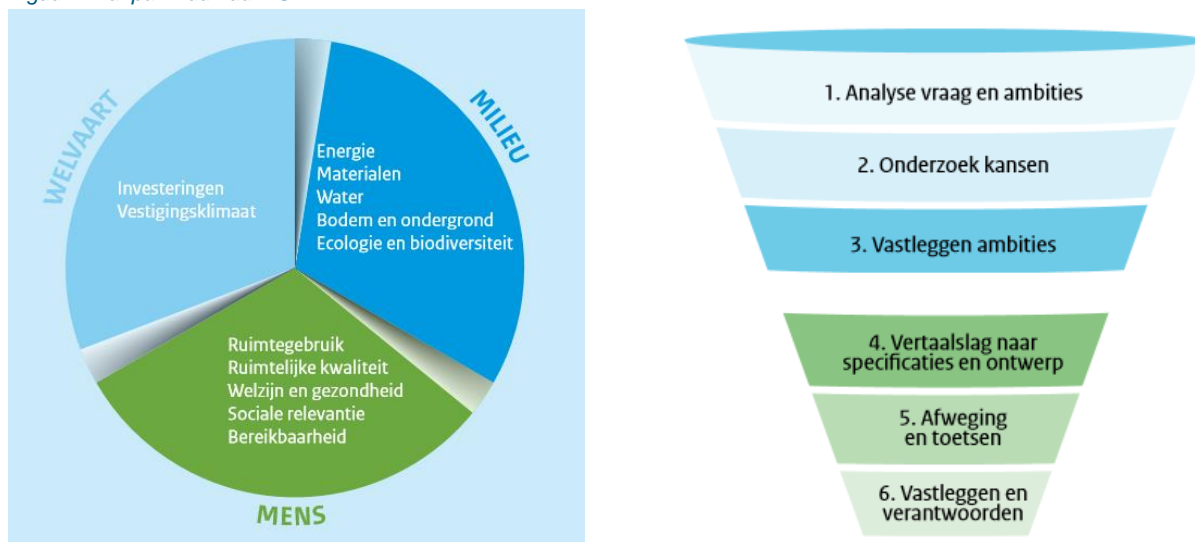 WELVAART
Investeringen
Vestigingsklimaat
MILIEU
Energie
Materialen
Water
Bodem en ondergrond
Ecologie en biodiversiteit
Ruimtegebruik
Ruimtelijke kwaliteit
Welzijn en gezondheid
Sociale relevantie
Bereikbaarheid
MENS
1. Analyse vraag en ambities
2. Onderzoek kansen
3. Vastleggen ambities
4. Vertaalslag naar
specificaties en ontwerp
5. Afweging
en toetsen
6. Vastleggen en
verantwoorden